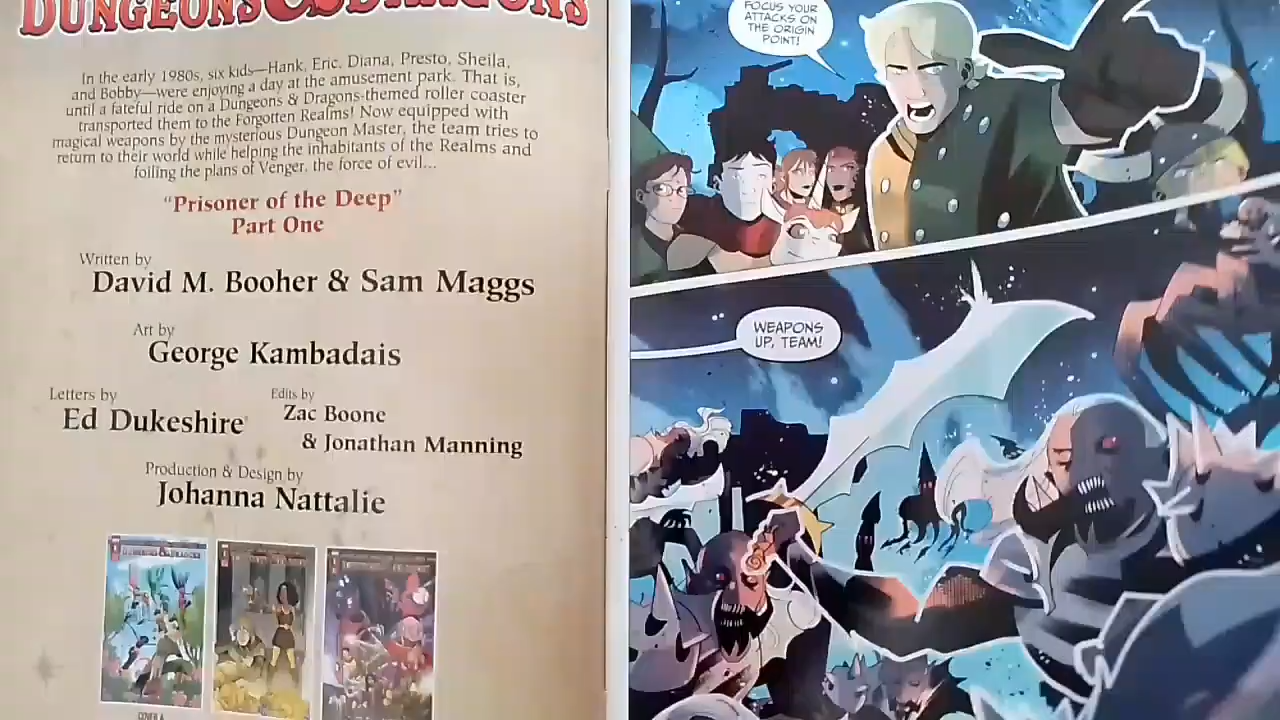 DUNGEONS & DRAGONS
In the early 1980s, six kids—Hank, Eric, Diana, Presto, Sheila,
and Bobby—were enjoying a day at the amusement park. That is,
until a fateful ride on a Dungeons & Dragons-themed roller coaster
transported them to the Forgotten Realms! Now equipped with
magical weapons by the mysterious Dungeon Master, the team tries to
return to their world while helping the inhabitants of the Realms and
foiling the plans of Venger, the force of evil...
“Prisoner of the Deep”
Part One
Written by
David M. Booher & Sam Maggs
Art by
George Kambadais
Letters by
Ed Dukeshire
Edits by
Zac Boone
& Jonathan Manning
Production & Design by
Johanna Nattalie
DUNGEONS & DRAGONS
COVER A
FOCUS YOUR
ATTACKS ON
THE ORIGIN
POINT!
WEAPONS
UP, TEAM!